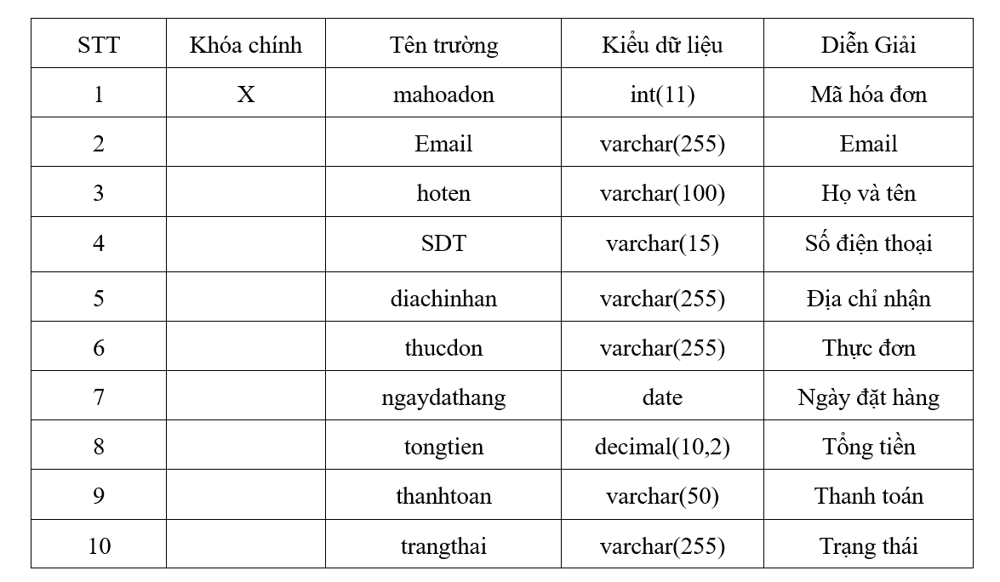 STT Khóa chính Tên trường Kiểu dữ liệu Diễn Giải
1 X mahoadon int(11) Mã hóa đơn
2 Email varchar(255) Email
3 hoten varchar(100) Họ và tên
4 SDT varchar(15) Số điện thoại
5 diachinhan varchar(255) Địa chỉ nhận
6 thucdon varchar(255) Thực đơn
7 ngaydathang date Ngày đặt hàng
8 tongtien decimal(10,2) Tổng tiền
9 thanhtoan varchar(50) Thanh toán
10 trangthai varchar(255) Trạng thái